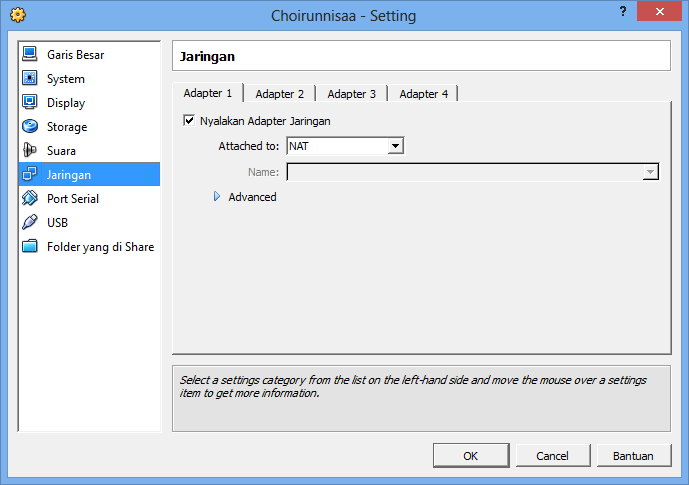 Choirunnisaa - Setting
?
Garis Besar
System
Display
Storage
Suara
Jaringan
Port Serial
USB
Folder yang di Share
Jaringan
Adapter 1 Adapter 2 Adapter 3 Adapter 4
Nyalakan Adapter Jaringan
Attached to: NAT
Name:
Advanced
Select a settings category from the list on the left-hand side and move the mouse over a settings
item to get more information.
OK Cancel Bantuan